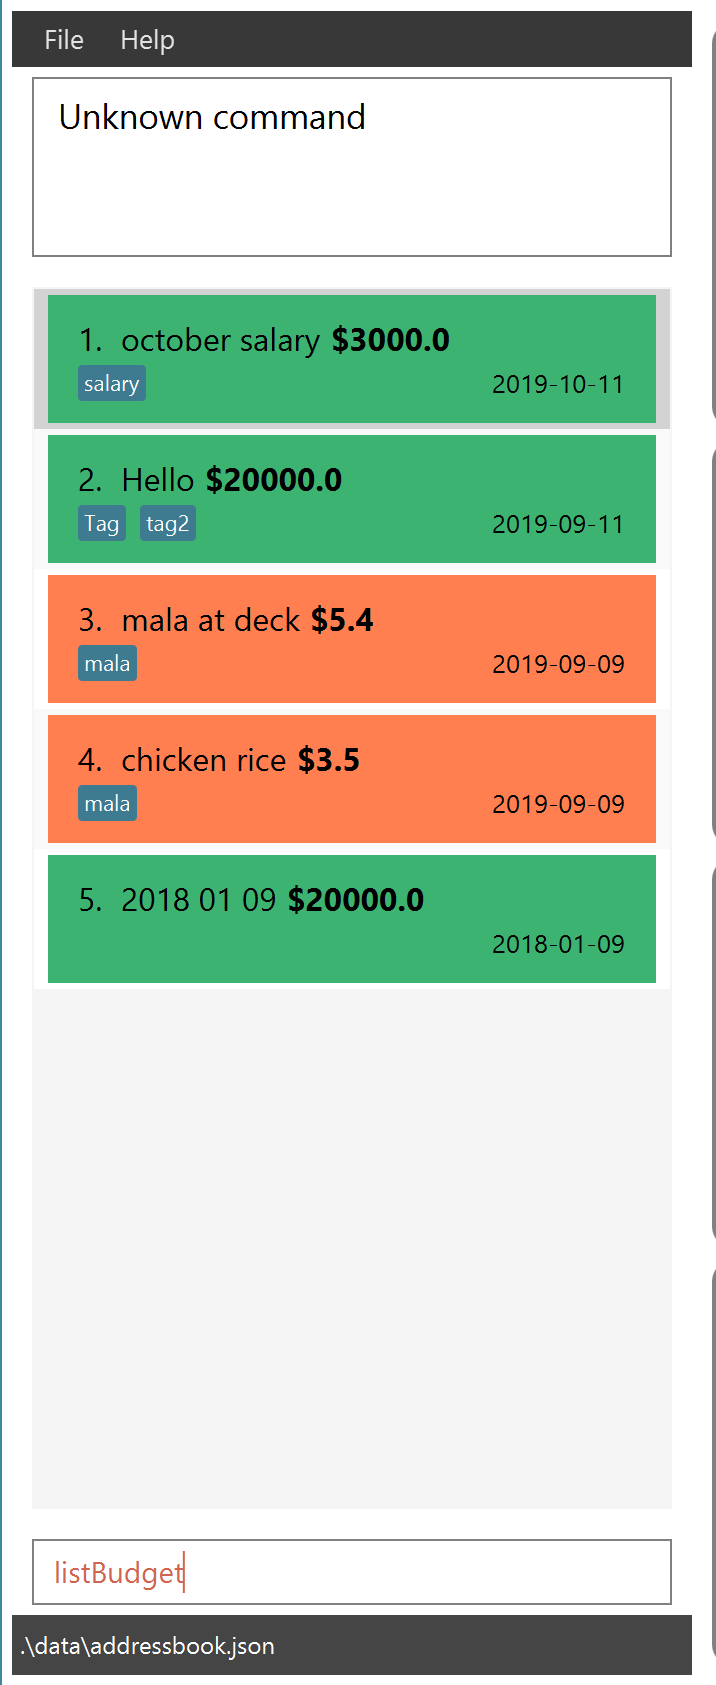 File Help
Unknown command
1. october salary $3000.0
salary 2019-10-11
2. Hello $20000.0
Tag tag2 2019-09-11
3. mala at deck $5.4
mala 2019-09-09
4. chicken rice $3.5
mala 2019-09-09
5. 2018 01 09 $20000.0
2018-01-09
listBudget
.\data\addressbook.json